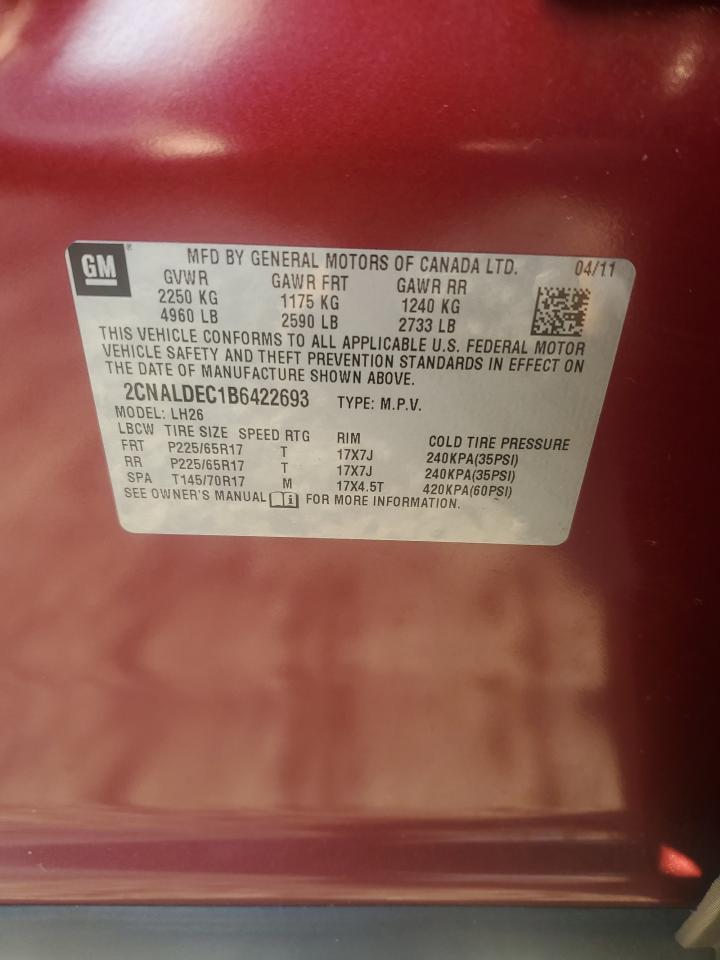 GM® MFD BY GENERAL MOTORS OF CANADA LTD. 04/11
GVWR GAWR FRT GAWR RR
2250 KG 1175 KG 1240 KG
4960 LB 2590 LB 2733 LB
THIS VEHICLE CONFORMS TO ALL APPLICABLE U.S. FEDERAL MOTOR
VEHICLE SAFETY AND THEFT PREVENTION STANDARDS IN EFFECT ON
THE DATE OF MANUFACTURE SHOWN ABOVE.
2CNALDEC1B6422693 TYPE: M.P.V.
MODEL: LH26
LBCW TIRE SIZE SPEED RTG RIM COLD TIRE PRESSURE
FRT P225/65R17 T 17X7J 240KPA(35PSI)
RR P225/65R17 T 17X7J 240KPA(35PSI)
SPA T145/70R17 M 17X4.5T 420KPA(60PSI)
SEE OWNER'S MANUAL i FOR MORE INFORMATION.